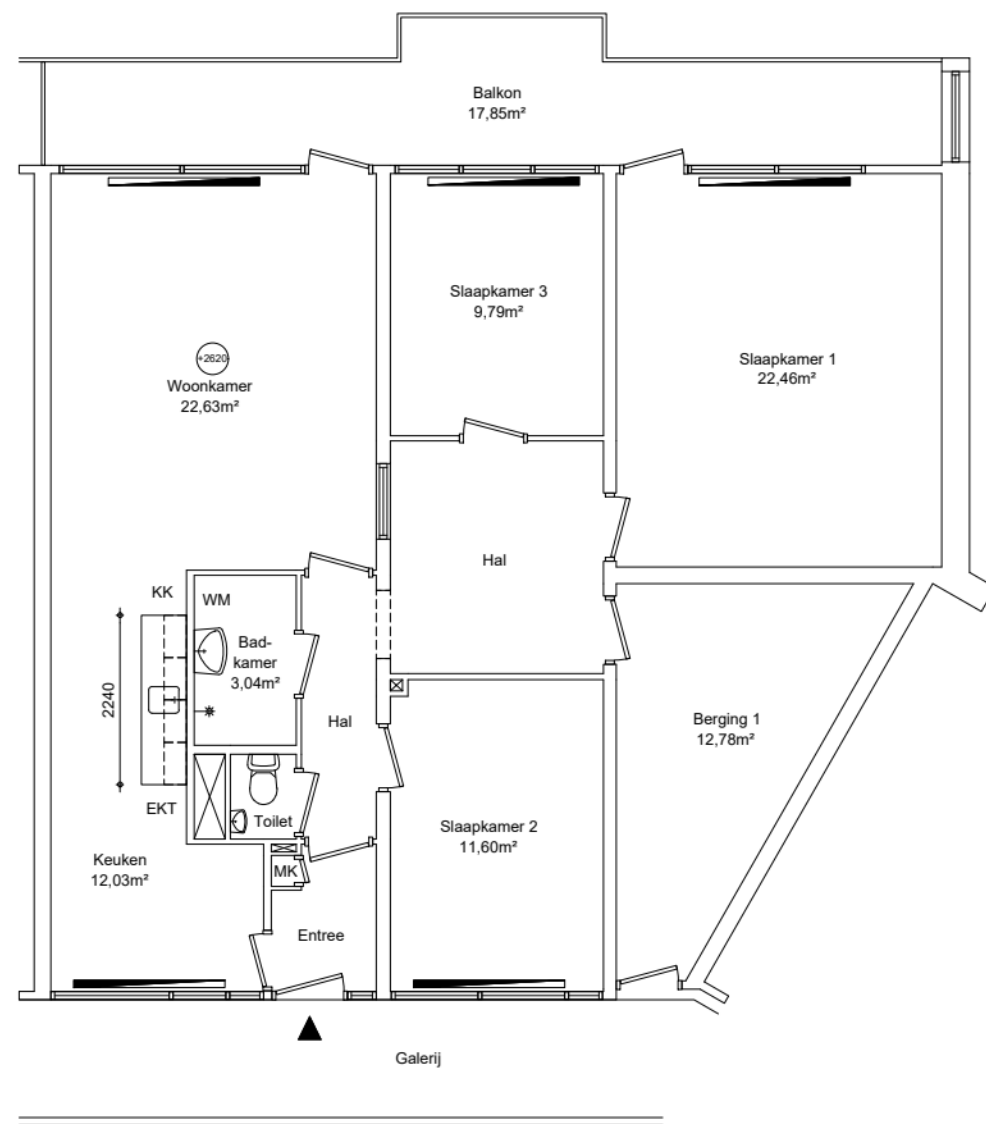 Balkon
17,85m²
Slaapkamer 3
9,79m²
Slaapkamer 1
22,46m²
+2620
Woonkamer
22,63m²
Hal
KK
WM
Bad-
kamer
3,04m²
2240
Hal
Berging 1
12,78m²
EKT
Toilet
Slaapkamer 2
11,60m²
Keuken
12,03m²
MK
Entree
Galerij